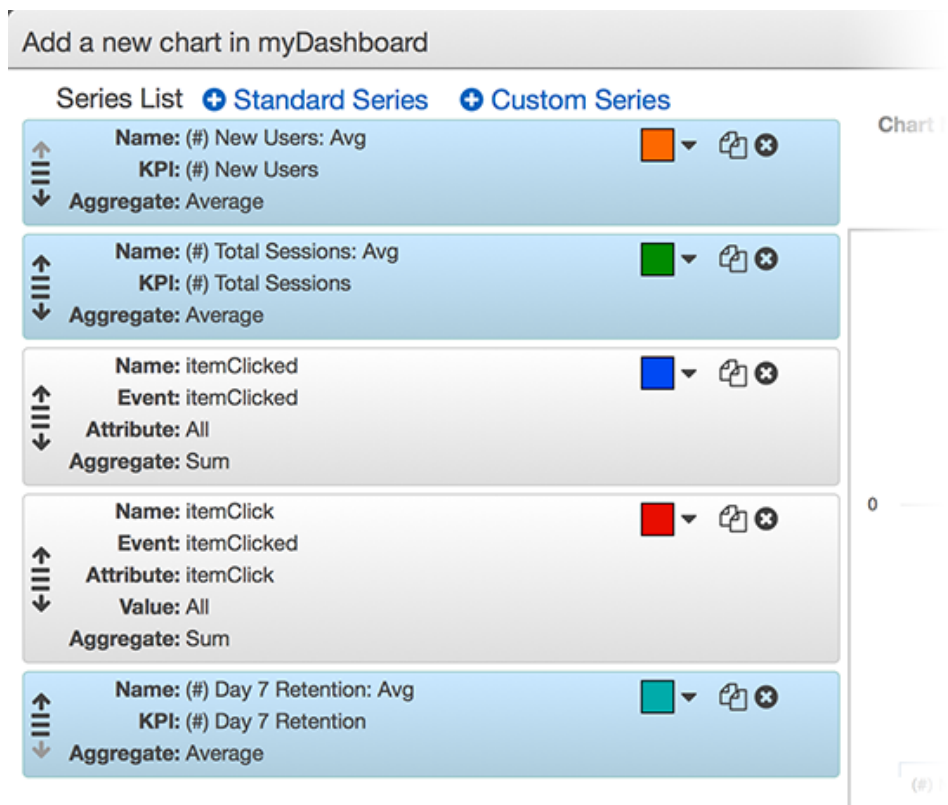 Add a new chart in myDashboard
Series List Standard Series Custom Series
Chart
Name: (#) New Users: Avg
KPI: (#) New Users
Aggregate: Average
Name: (#) Total Sessions: Avg
KPI: (#) Total Sessions
Aggregate: Average
Name: itemClicked
Event: itemClicked
Attribute: All
Aggregate: Sum
Name: itemClick
Event: itemClicked
Attribute: itemClick
Value: All
Aggregate: Sum
0
Name: (#) Day 7 Retention: Avg
KPI: (#) Day 7 Retention
Aggregate: Average
(#)